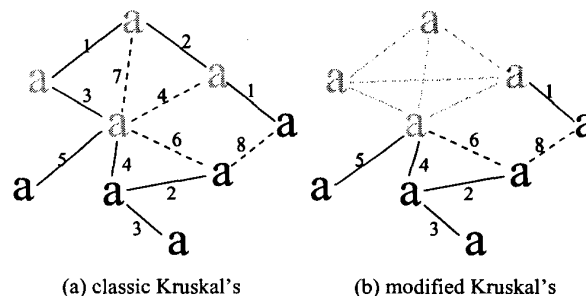 a
1 2
7
a a
3 4 1
a a
5 4 6 8
a a 2 a
3
a
(a) classic Kruskal's
a
a a
1
a a
5 4 6 8
a a 2 a
3
a
(b) modified Kruskal's